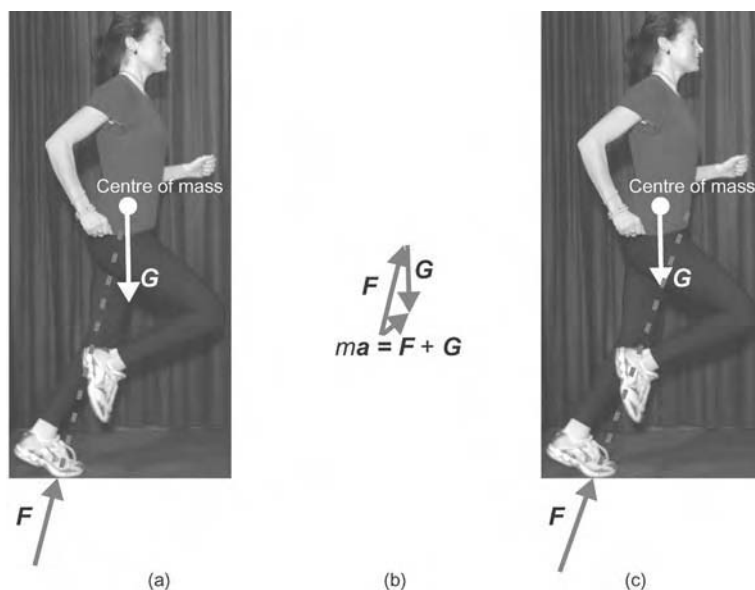 Centre of mass
G
F
(a)
F
G
ma = F + G
(b)
Centre of mass
G
F
(c)